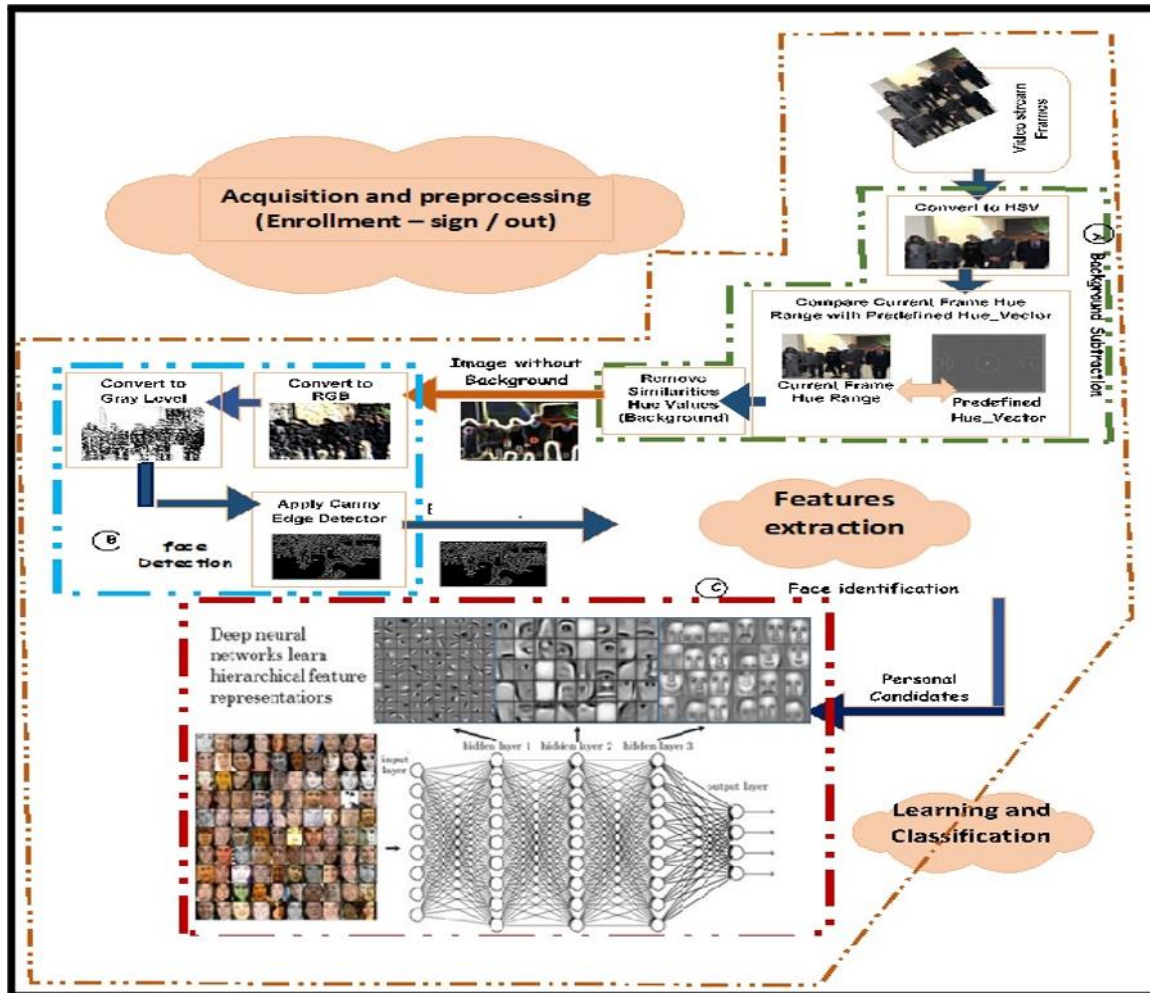 Video stream
Frames
Acquisition and preprocessing
(Enrollment – sign / out)
Convert to HSV
A
Background Subtraction
Compare Current Frame Hue
Range with Predefined Hue_Vector
Current Frame
Hue Range
Predefined
Hue_Vector
Remove
Similarities
Hue Values
(Background)
Image without
Background
Convert to
RGB
Convert to
Gray Level
Apply Canny
Edge Detector
B
face
Detection
E
Features
extraction
C
Face identification
Personal
Candidates
Deep neural
networks learn
hierarchical feature
representations
hidden layer 1
hidden layer 2
hidden layer 3
input
layer
output layer
Learning and
Classification